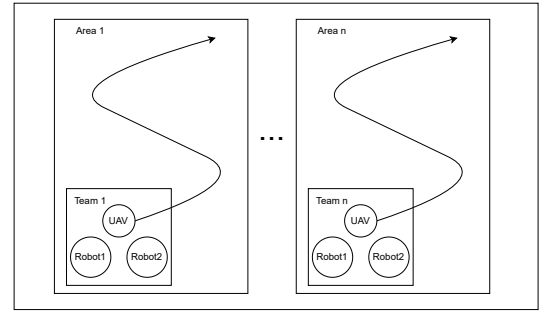 Area 1
Team 1
UAV
Robot1
Robot2
...
Area n
Team n
UAV
Robot1
Robot2